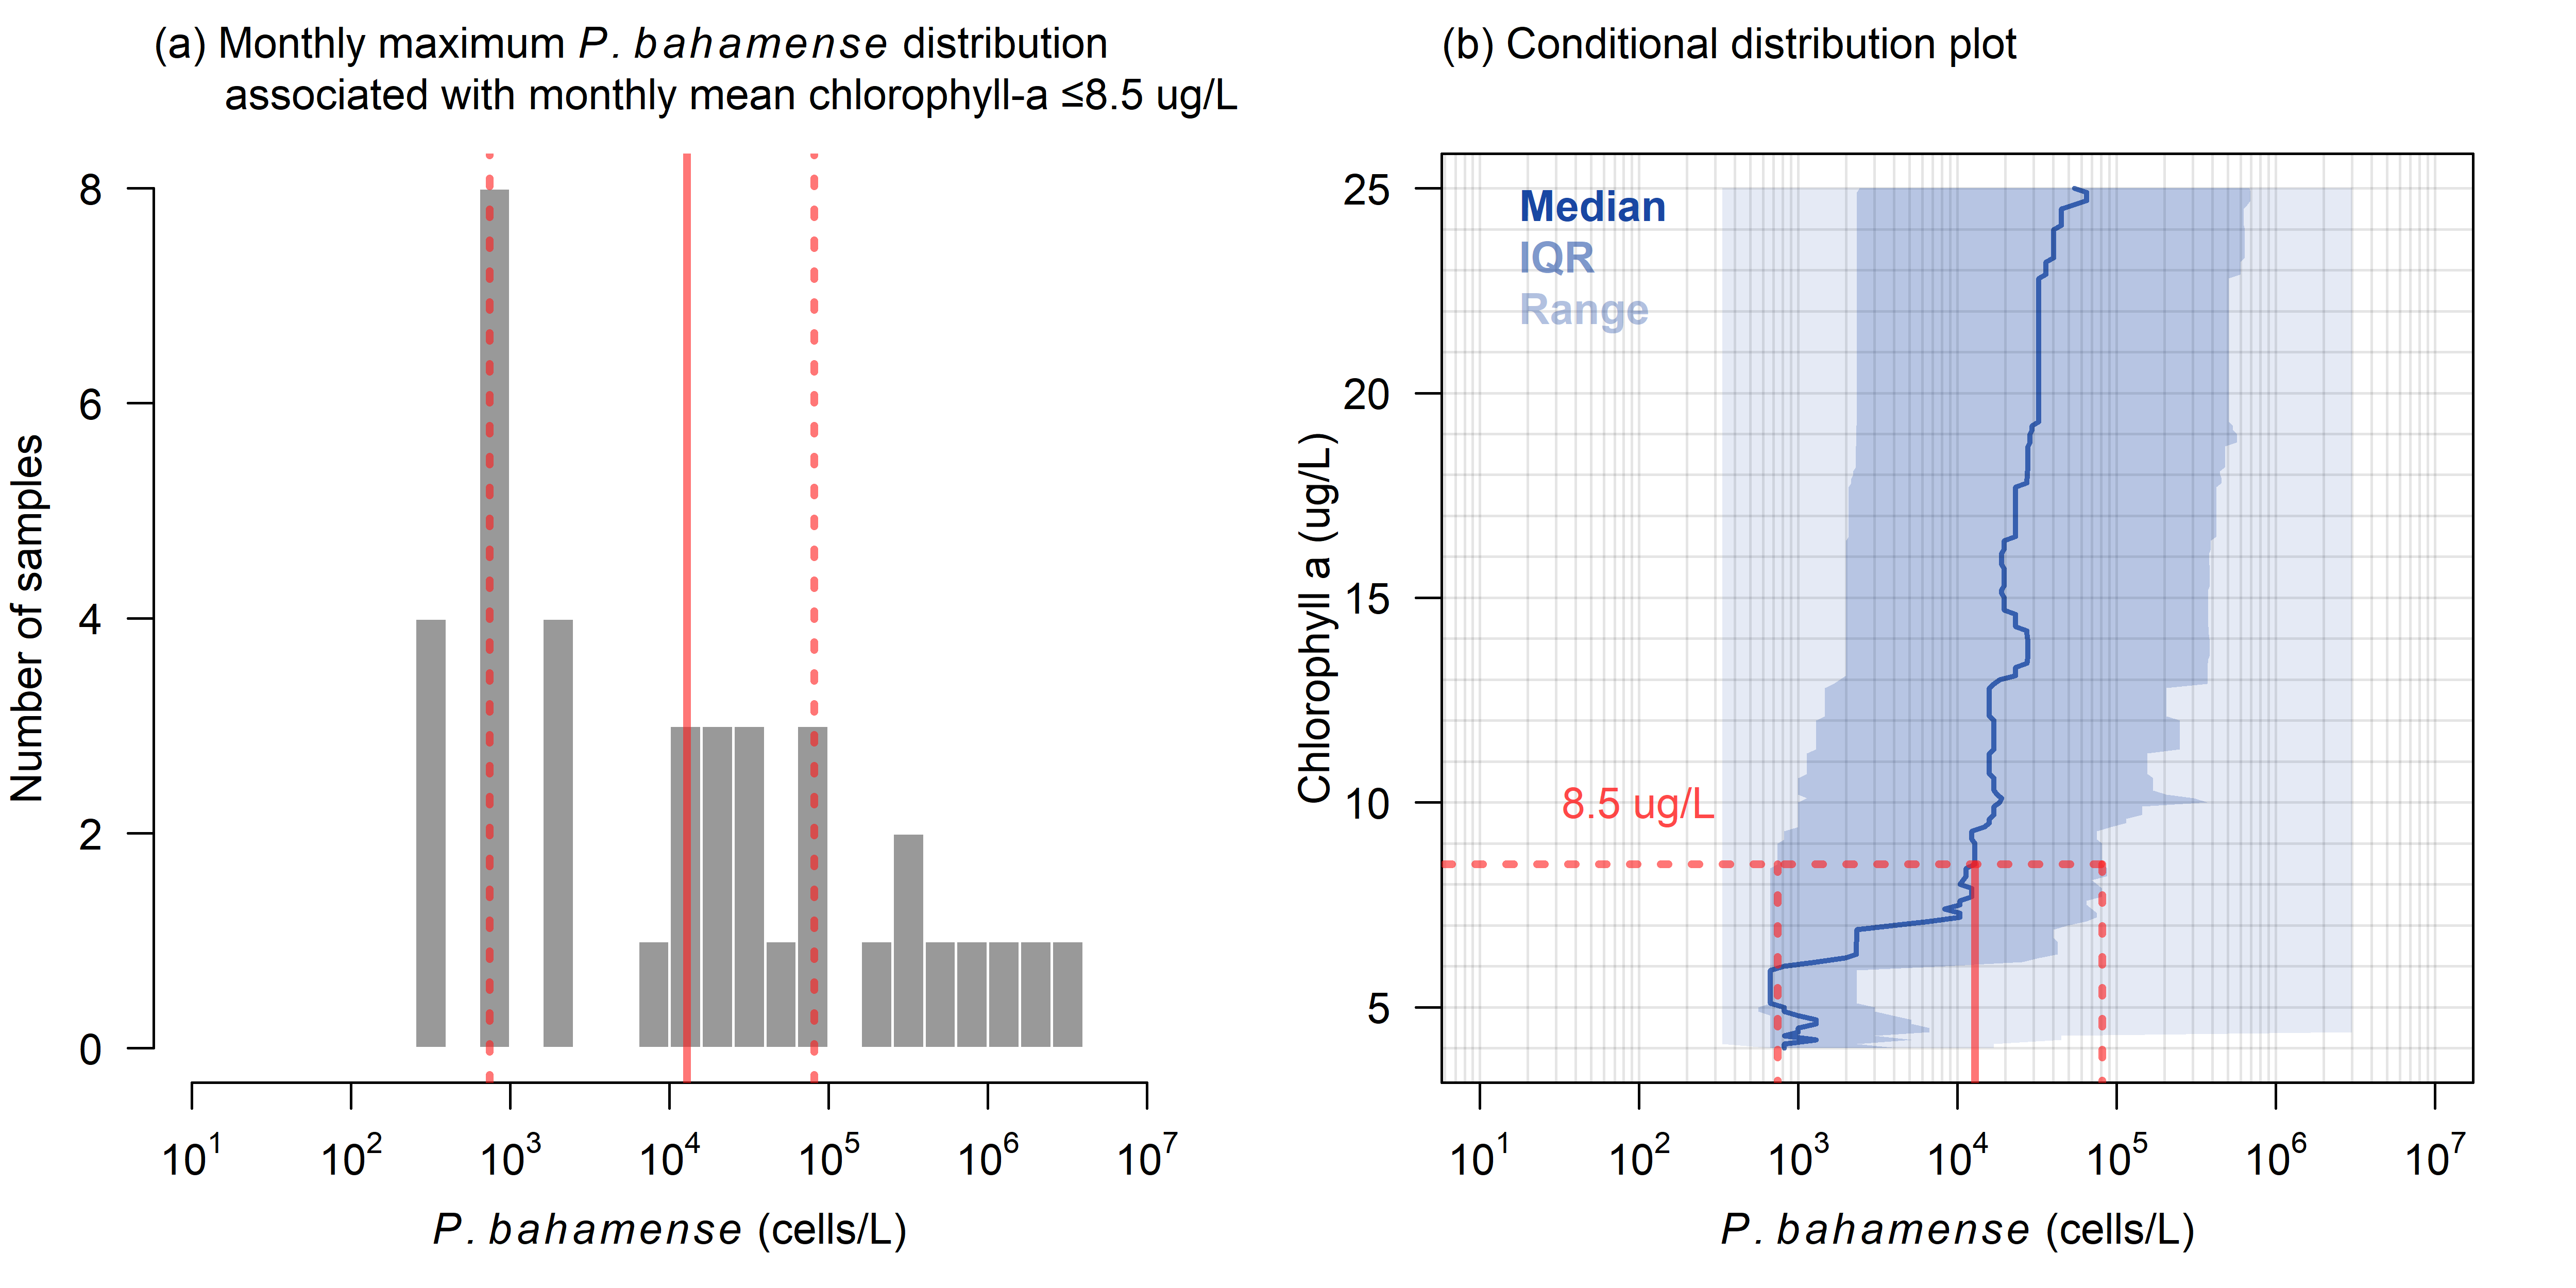 (a) Monthly maximum P. bahamense distribution
associated with monthly mean chlorophyll-a ≤8.5 ug/L
Number of samples
8
6
4
2
0
10¹ 10² 10³ 10⁴ 10⁵ 10⁶ 10⁷
P. bahamense (cells/L)
(b) Conditional distribution plot
Chlorophyll a (ug/L)
25
20
15
10
5
Median
IQR
Range
8.5 ug/L
10¹ 10² 10³ 10⁴ 10⁵ 10⁶ 10⁷
P. bahamense (cells/L)